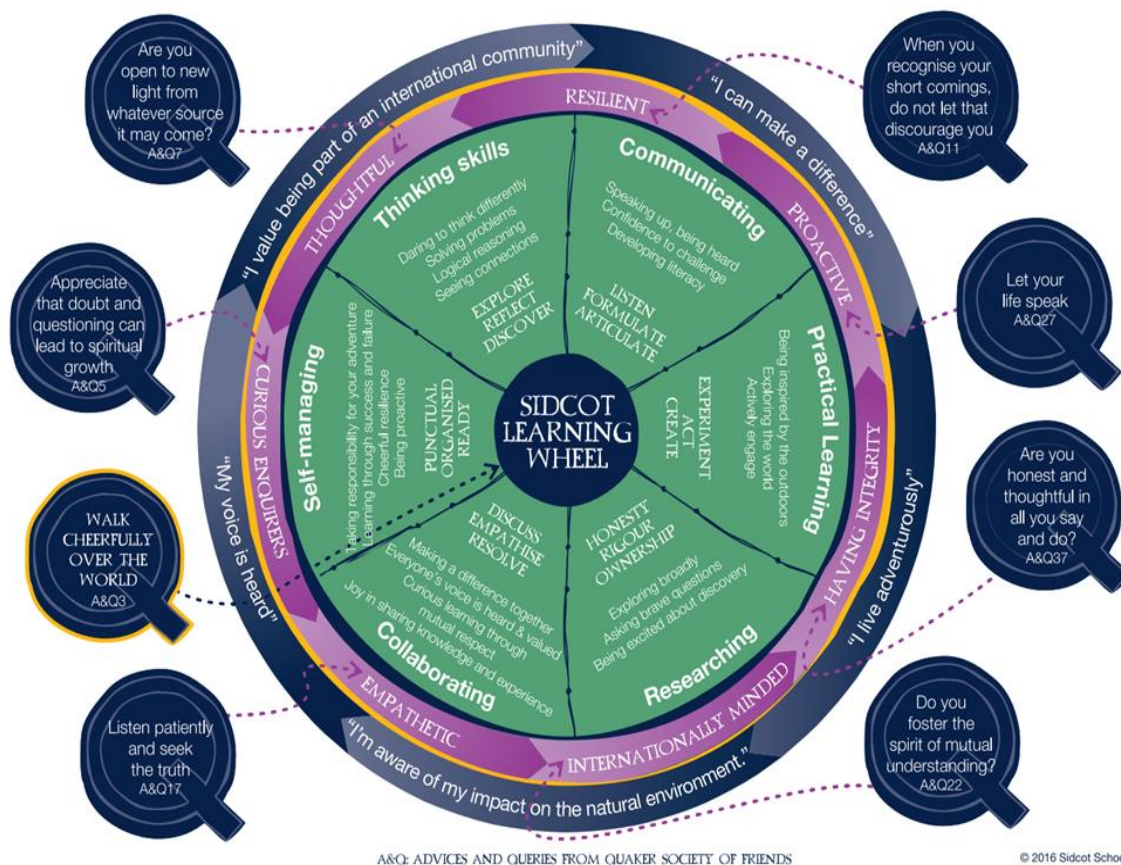 Are you
open to new
light from
whatever source
it may come?
A&Q7
When you
recognise your
short comings,
do not let that
discourage you
A&Q11
Appreciate
that doubt and
questioning can
lead to spiritual
growth
A&Q5
Let your
life speak
A&Q27
WALK
CHEERFULLY
OVER THE
WORLD
A&Q3
Are you
honest and
thoughtful in
all you say
and do?
A&Q37
Listen patiently
and seek
the truth
A&Q17
Do you
foster the
spirit of mutual
understanding?
A&Q22
"I value being part of an international community"
"I can make a difference"
"I live adventurously"
"I'm aware of my impact on the natural environment."
"My voice is heard"
RESILIENT
PROACTIVE
HAVING INTEGRITY
INTERNATIONALLY MINDED
EMPATHETIC
CURIOUS ENQUIRERS
THOUGHTFUL
Thinking skills
Daring to think differently
Solving problems
Logical reasoning
Seeing connections
EXPLORE
REFLECT
DISCOVER
Communicating
Speaking up, being heard
Confidence to challenge
Developing literacy
LISTEN
FORMULATE
ARTICULATE
Practical Learning
Being inspired by the outdoors
Exploring the world
Actively engage
EXPERIMENT
ACT
CREATE
HONESTY
RIGOUR
OWNERSHIP
Exploring broadly
Asking brave questions
Being excited about discovery
Researching
DISCUSS
EMPATHISE
RESOLVE
Making a difference together
Everyone's voice is heard & valued
Curious learning through
mutual respect
Joy in sharing knowledge and experience
Collaborating
Self-managing
Taking responsibility for your adventure
Learning through success and failure
Cheerful resilience
Being proactive
PUNCTUAL
ORGANISED
READY
SIDCOT
LEARNING
WHEEL
A&Q: ADVICES AND QUERIES FROM QUAKER SOCIETY OF FRIENDS
© 2016 Sidcot School